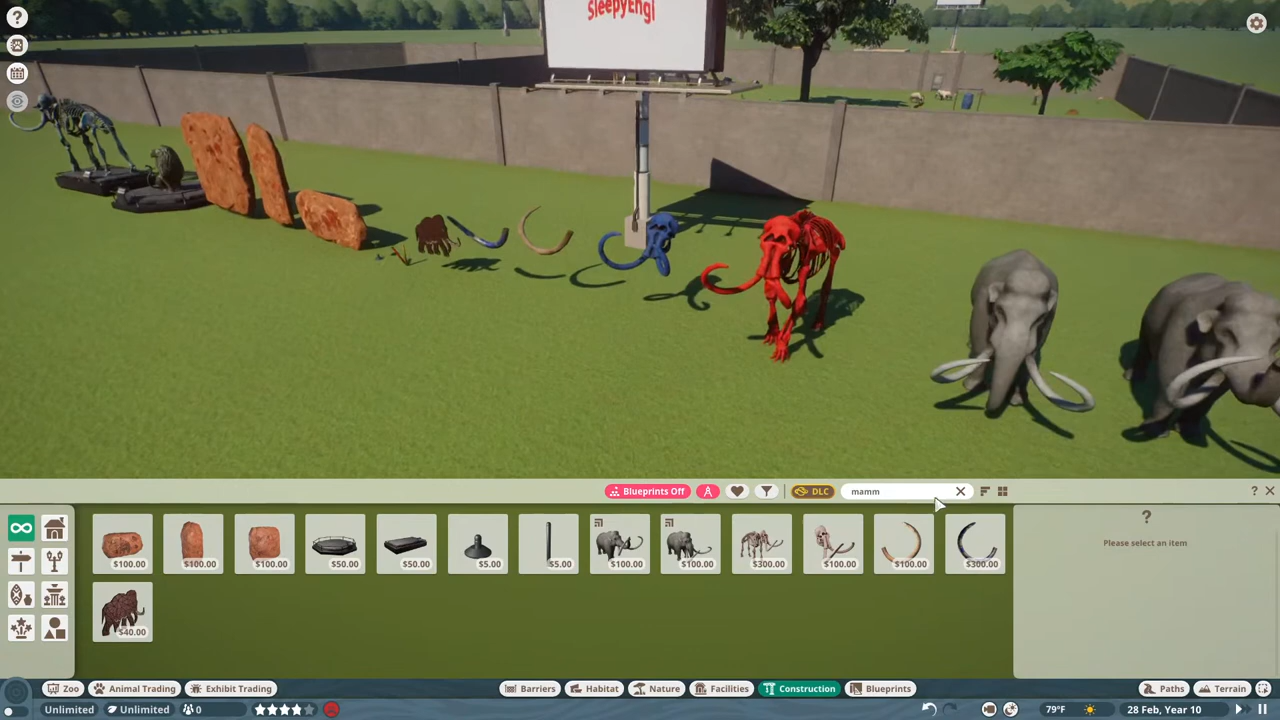 SleepyEngi
?
Blueprints Off
DLC
mamm
?
$100.00
$100.00
$100.00
$50.00
$50.00
$5.00
$5.00
$100.00
$100.00
$300.00
$100.00
$100.00
$300.00
?
Please select an item
$40.00
Zoo
Animal Trading
Exhibit Trading
Barriers
Habitat
Nature
Facilities
Construction
Blueprints
Paths
Terrain
Unlimited
Unlimited
0
79°F
28 Feb, Year 10